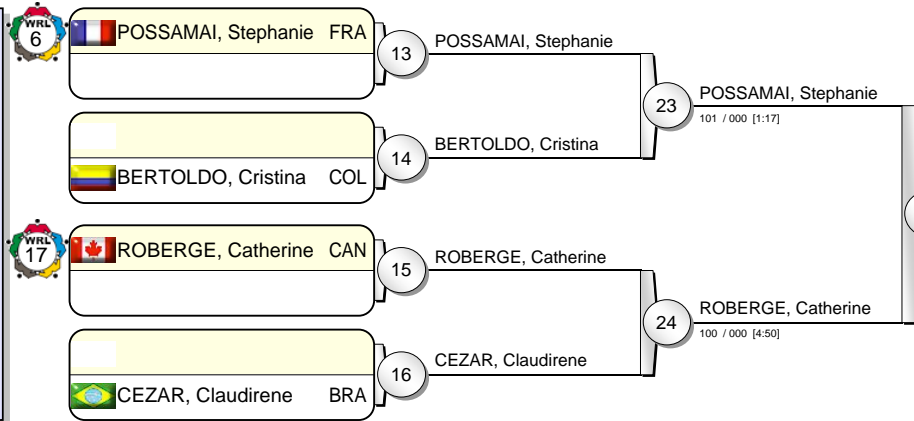 WRL
6
POSSAMAI, Stephanie FRA
13
POSSAMAI, Stephanie
23
POSSAMAI, Stephanie
101 / 000 [1:17]
BERTOLDO, Cristina COL
14
BERTOLDO, Cristina
WRL
17
ROBERGE, Catherine CAN
15
ROBERGE, Catherine
24
ROBERGE, Catherine
100 / 000 [4:50]
CEZAR, Claudirene BRA
16
CEZAR, Claudirene